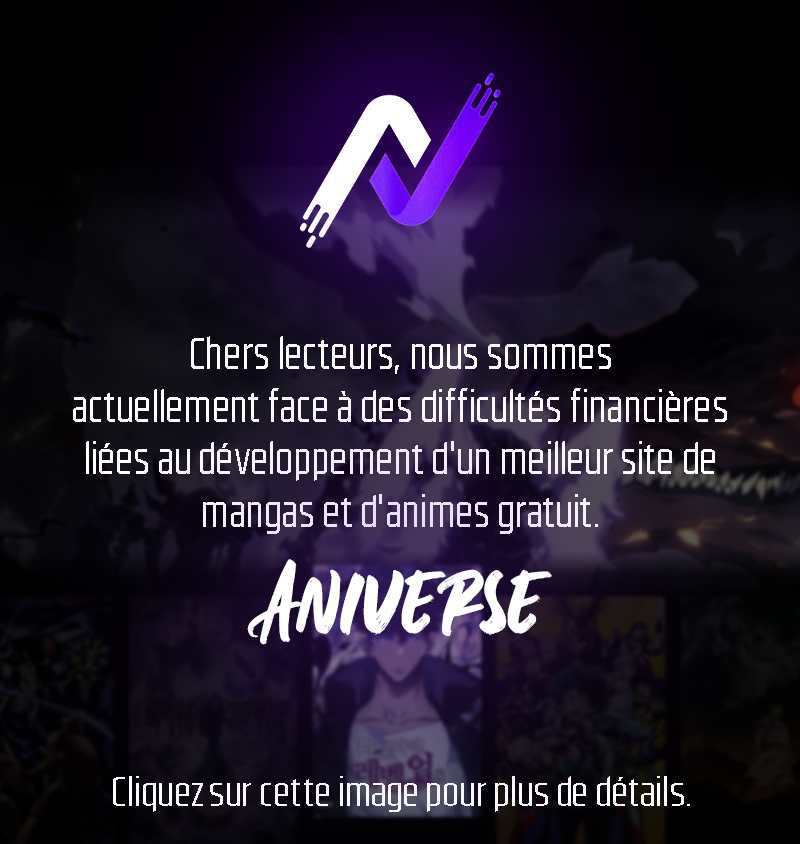 Chers lecteurs, nous sommes
actuellement face à des difficultés financières
liées au développement d'un meilleur site de
mangas et d'animes gratuit.
ANIVERSE
Cliquez sur cette image pour plus de détails.